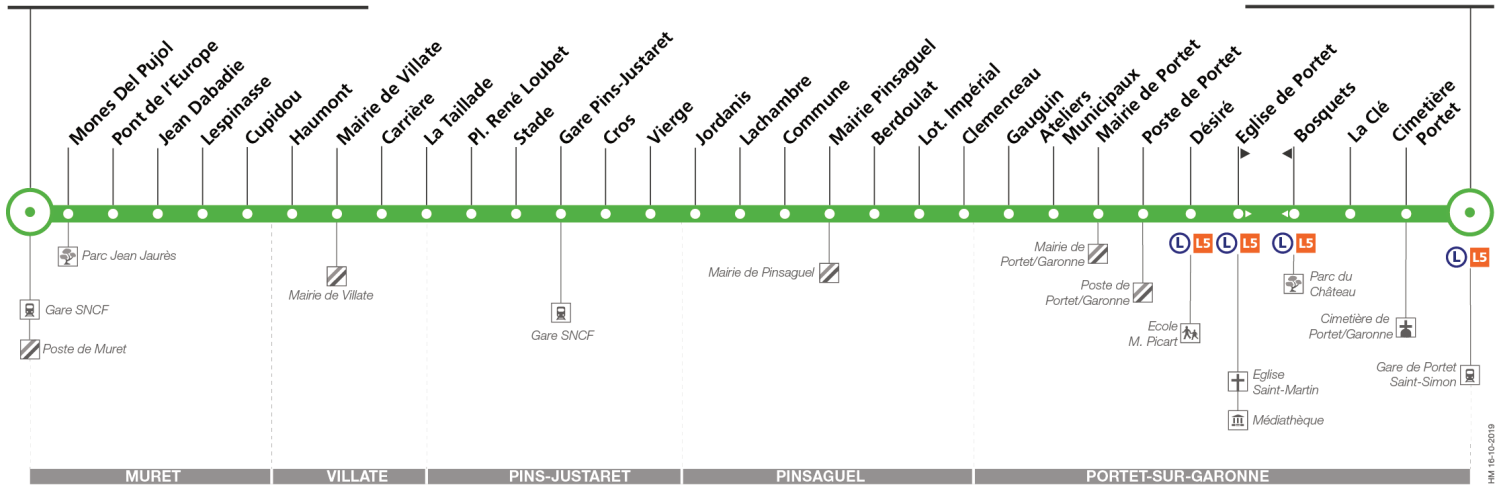 Mones Del Pujol
Pont de l'Europe
Jean Dabadie
Lespinasse
Cupidou
Haumont
Mairie de Villate
Carrière
La Taillade
Pl. René Loubet
Stade
Gare Pins-Justaret
Cros
Vierge
Jordanis
Lachambre
Commune
Mairie Pinsaguel
Berdoulat
Lot. Impérial
Clemenceau
Gauguin
Ateliers
Municipaux
Mairie de Portet
Poste de Portet
Désiré
Eglise de Portet
Bosquets
La Clé
Cimetière
Portet
L L5
L L5
L L5
L L5
Parc Jean Jaurès
Gare SNCF
Poste de Muret
Mairie de Villate
Gare SNCF
Mairie de Pinsaguel
Mairie de
Portet/Garonne
Poste de
Portet/Garonne
Ecole
M. Picart
Eglise
Saint-Martin
Médiathèque
Parc du
Château
Cimetière de
Portet/Garonne
Gare de Portet
Saint-Simon
MURET
VILLATE
PINS-JUSTARET
PINSAGUEL
PORTET-SUR-GARONNE
HM 16-10-2019